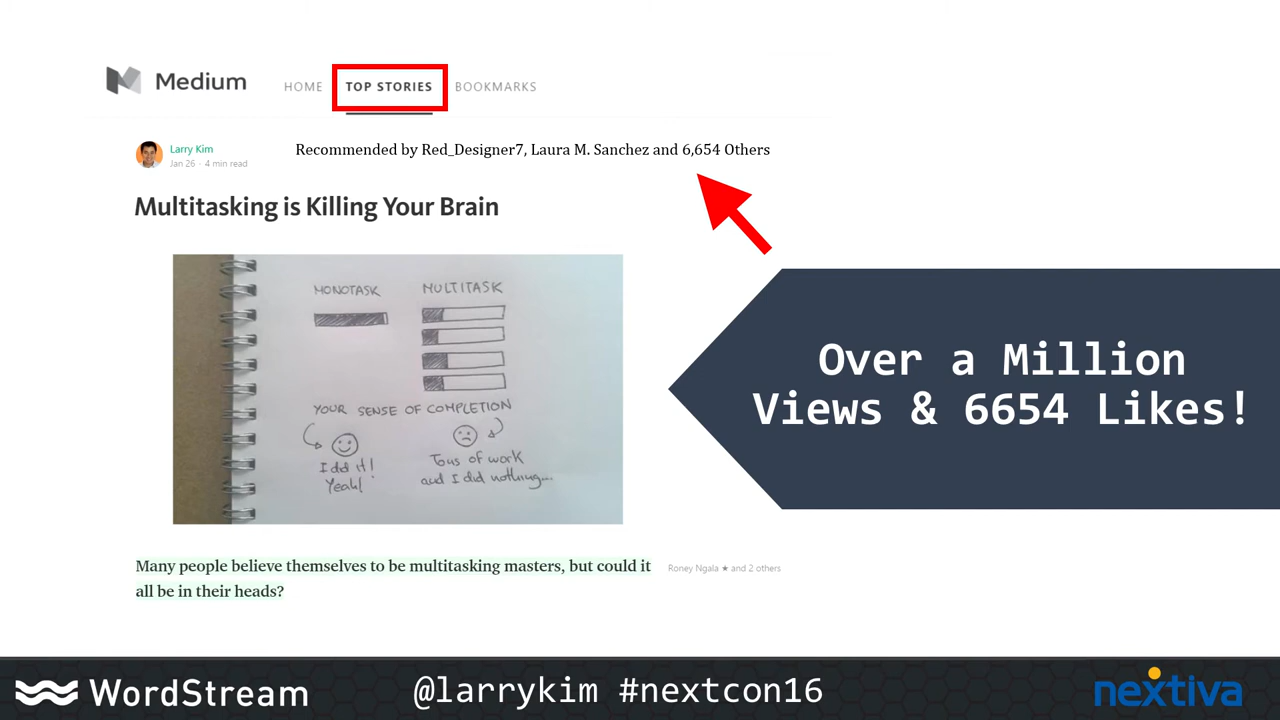 Medium HOME TOP STORIES BOOKMARKS
Larry Kim
Jan 26 · 4 min read
Recommended by Red_Designer7, Laura M. Sanchez and 6,654 Others
Multitasking is Killing Your Brain
MONOTASK MULTITASK
YOUR SENSE OF COMPLETION
I did it!
Yeah!
Tons of work
and I did nothing...
Over a Million
Views & 6654 Likes!
Many people believe themselves to be multitasking masters, but could it
all be in their heads?
Roney Ngala ★ and 2 others
WordStream @larrykim #nextcon16 nextiva